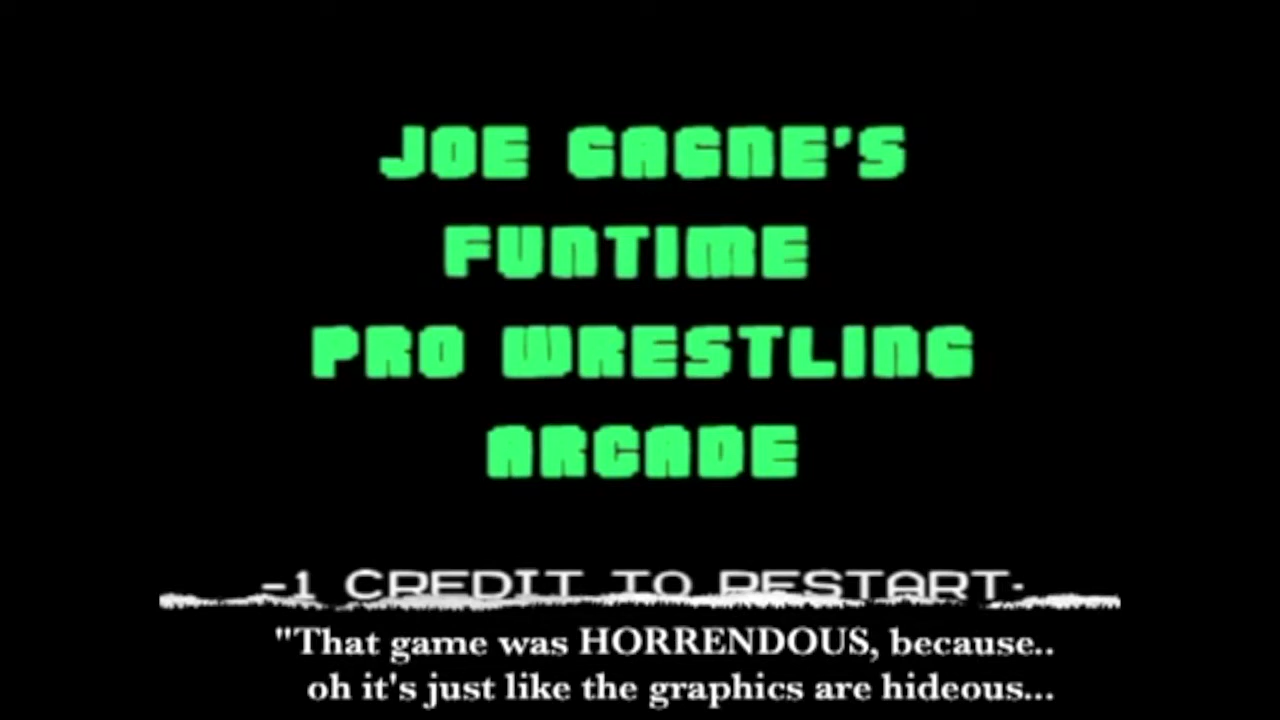 JOE GAGNE'S
FUNTIME
PRO WRESTLING
ARCADE
-1 CREDIT TO RESTART-
"That game was HORRENDOUS, because..
oh it's just like the graphics are hideous...